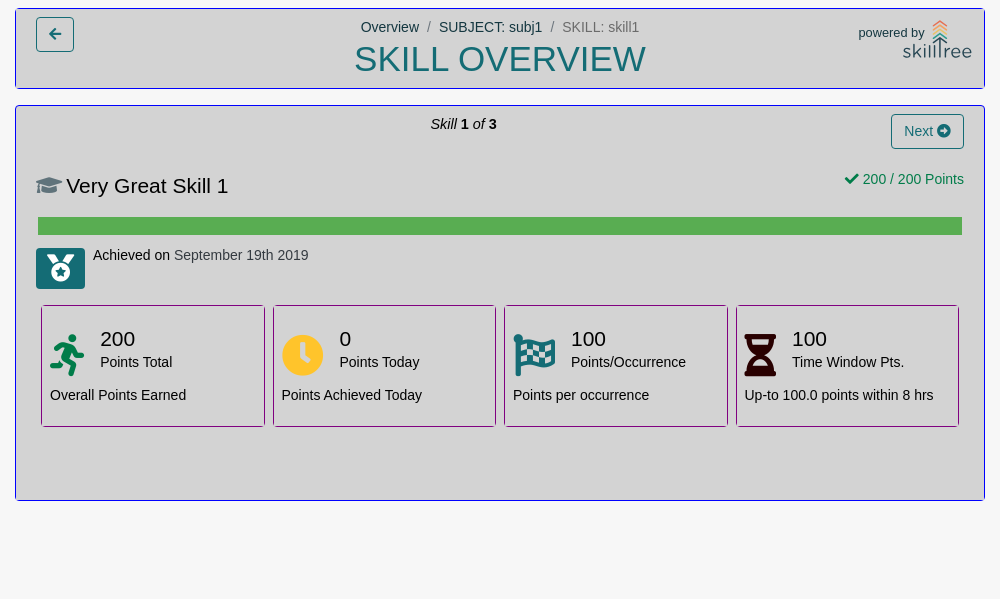 Overview / SUBJECT: subj1 / SKILL: skill1
SKILL OVERVIEW
powered by
skilltree
Skill 1 of 3
Next
Very Great Skill 1
200 / 200 Points
Achieved on September 19th 2019
200
Points Total
Overall Points Earned
0
Points Today
Points Achieved Today
100
Points/Occurrence
Points per occurrence
100
Time Window Pts.
Up-to 100.0 points within 8 hrs